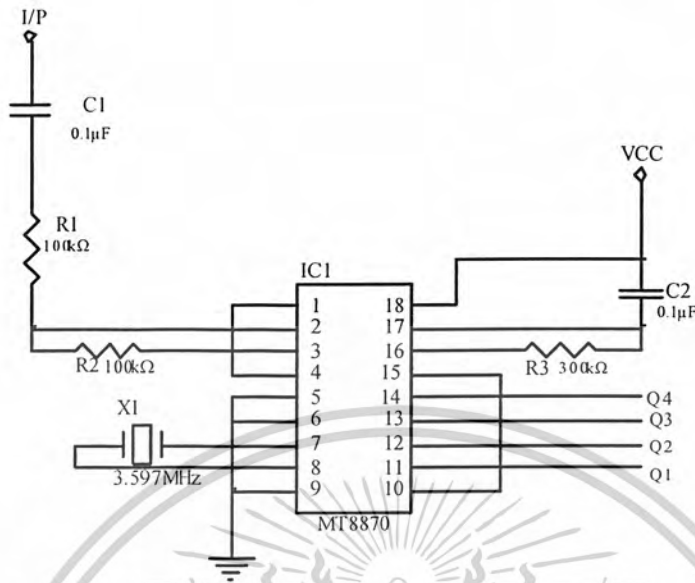 I/P
C1
0.1µF
VCC
R1
100kΩ
IC1
C2
0.1µF
1 18
2 17
3 16
R2 100kΩ
R3 300kΩ
4 15
5 14
Q4
X1
6 13
Q3
7 12
Q2
8 11
3.597MHz
Q1
9 10
MT8870